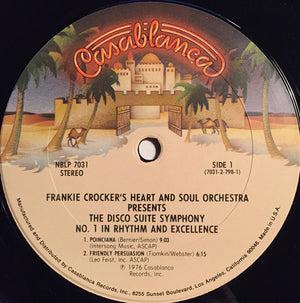 Casablanca
NBLP 7031
STEREO
SIDE 1
(7031-2-798-1)
FRANKIE CROCKER'S HEART AND SOUL ORCHESTRA
PRESENTS
THE DISCO SUITE SYMPHONY
NO. 1 IN RHYTHM AND EXCELLENCE
1. POINCIANA (Bernier/Simon) 9:03
(Intersong Music, ASCAP)
2. FRIENDLY PERSUASION (Tiomkin/Webster) 6:15
(Leo Feist, Inc. ASCAP)
℗ 1976 Casablanca
Records, Inc.
Manufactured and Distributed by Casablanca Records, Inc., 8255 Sunset Boulevard, Los Angeles, California 90046. Made in U.S.A.